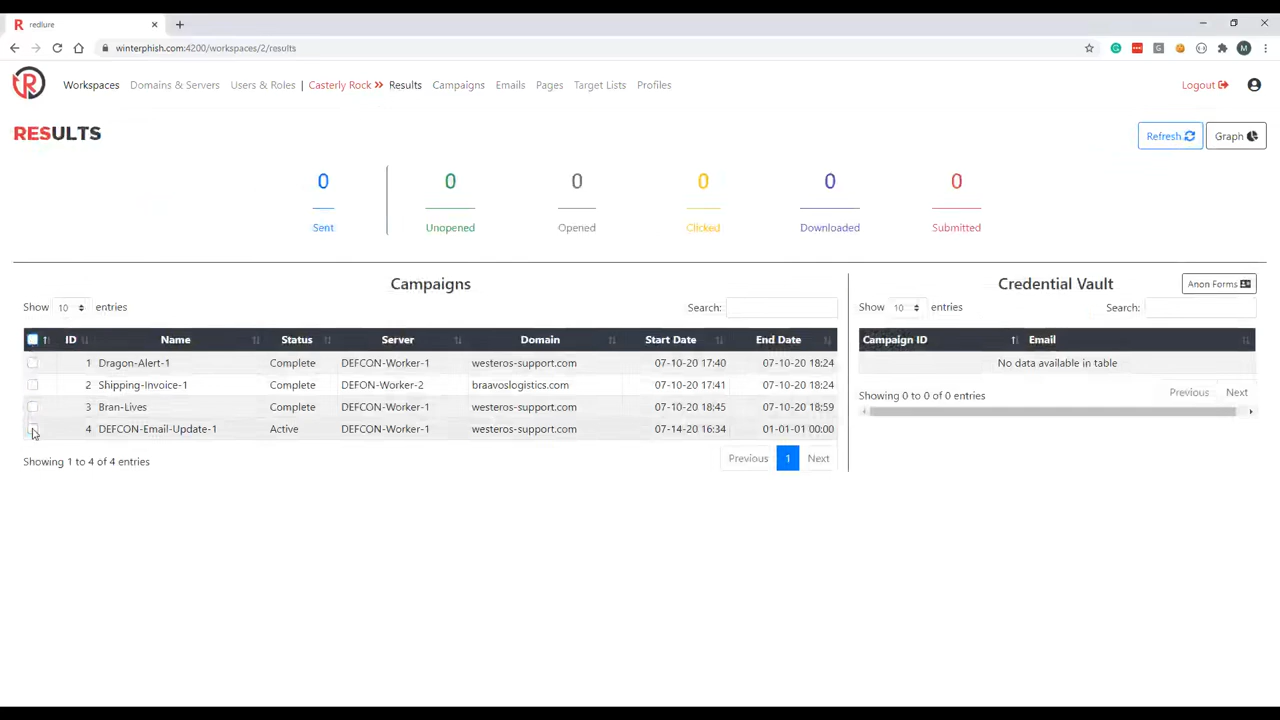 R redlure
winterphish.com:4200/workspaces/2/results
M
R Workspaces Domains & Servers Users & Roles | Casterly Rock >> Results Campaigns Emails Pages Target Lists Profiles Logout
RESULTS
Refresh Graph
0 0 0 0 0 0
Sent Unopened Opened Clicked Downloaded Submitted
Campaigns
Show 10 entries Search:
ID Name Status Server Domain Start Date End Date
1 Dragon-Alert-1 Complete DEFCON-Worker-1 westeros-support.com 07-10-20 17:40 07-10-20 18:24
2 Shipping-Invoice-1 Complete DEFON-Worker-2 braavoslogistics.com 07-10-20 17:41 07-10-20 18:24
3 Bran-Lives Complete DEFCON-Worker-1 westeros-support.com 07-10-20 18:45 07-10-20 18:59
4 DEFCON-Email-Update-1 Active DEFCON-Worker-1 westeros-support.com 07-14-20 16:34 01-01-01 00:00
Showing 1 to 4 of 4 entries
Previous 1 Next
Credential Vault Anon Forms
Show 10 entries Search:
Campaign ID Email
No data available in table
Showing 0 to 0 of 0 entries
Previous Next